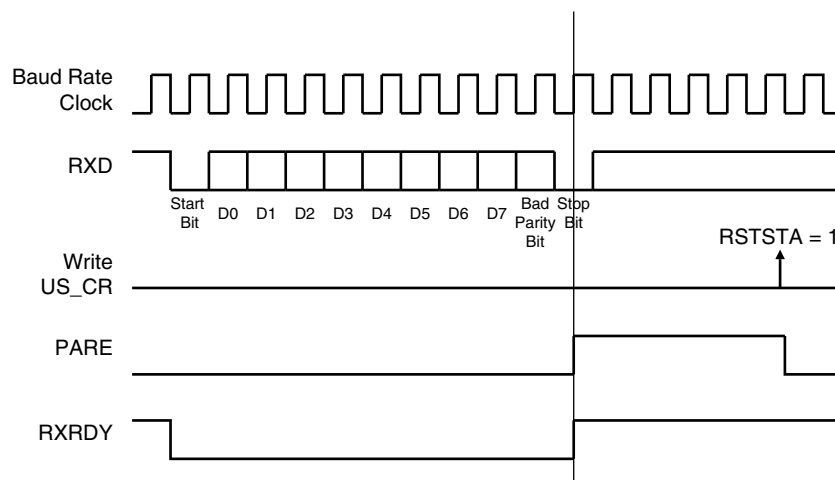 Baud Rate
Clock
RXD
Start
Bit
D0
D1
D2
D3
D4
D5
D6
D7
Bad
Parity
Bit
Stop
Bit
RSTSTA = 1
Write
US_CR
PARE
RXRDY